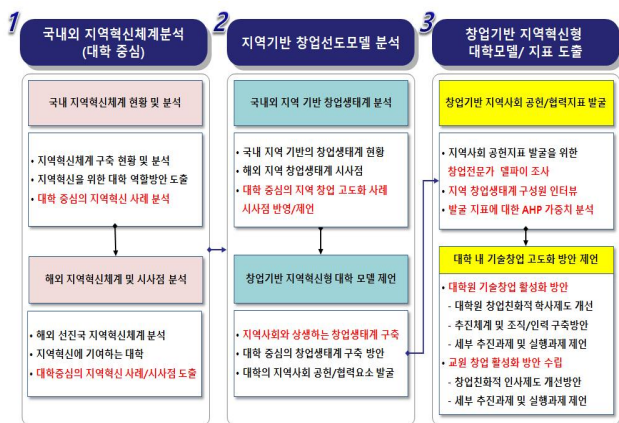 1
국내외 지역혁신체계분석
(대학 중심)
국내 지역혁신체계 현황 및 분석
• 지역혁신체계 구축 현황 및 분석
• 지역혁신을 위한 대학 역할방안 도출
• 대학 중심의 지역혁신 사례 분석
해외 지역혁신체계 및 시사점 분석
• 해외 선진국 지역혁신체계 분석
• 지역혁신에 기여하는 대학
• 대학중심의 지역혁신 사례/시사점 도출
2
지역기반 창업선도모델 분석
국내외 지역 기반 창업생태계 분석
• 국내 지역 기반의 창업생태계 현황
• 해외 지역 창업생태계 시사점
• 대학 중심의 지역 창업 고도화 사례
시사점 반영/제언
창업기반 지역혁신형 대학 모델 제언
• 지역사회와 상생하는 창업생태계 구축
• 대학 중심의 창업생태계 구축 방안
• 대학의 지역사회 공헌/협력요소 발굴
3
창업기반 지역혁신형
대학모델/ 지표 도출
창업기반 지역사회 공헌/협력지표 발굴
• 지역사회 공헌지표 발굴을 위한
창업전문가 델파이 조사
• 지역 창업생태계 구성원 인터뷰
• 발굴 지표에 대한 AHP 가중치 분석
대학 내 기술창업 고도화 방안 제언
• 대학원 기술창업 활성화 방안
- 대학원 창업친화적 학사제도 개선
- 추진체계 및 조직/인력 구축방안
- 세부 추진과제 및 실행과제 제언
• 교원 창업 활성화 방안 수립
- 창업친화적 인사제도 개선방안
- 세부 추진과제 및 실행과제 제언